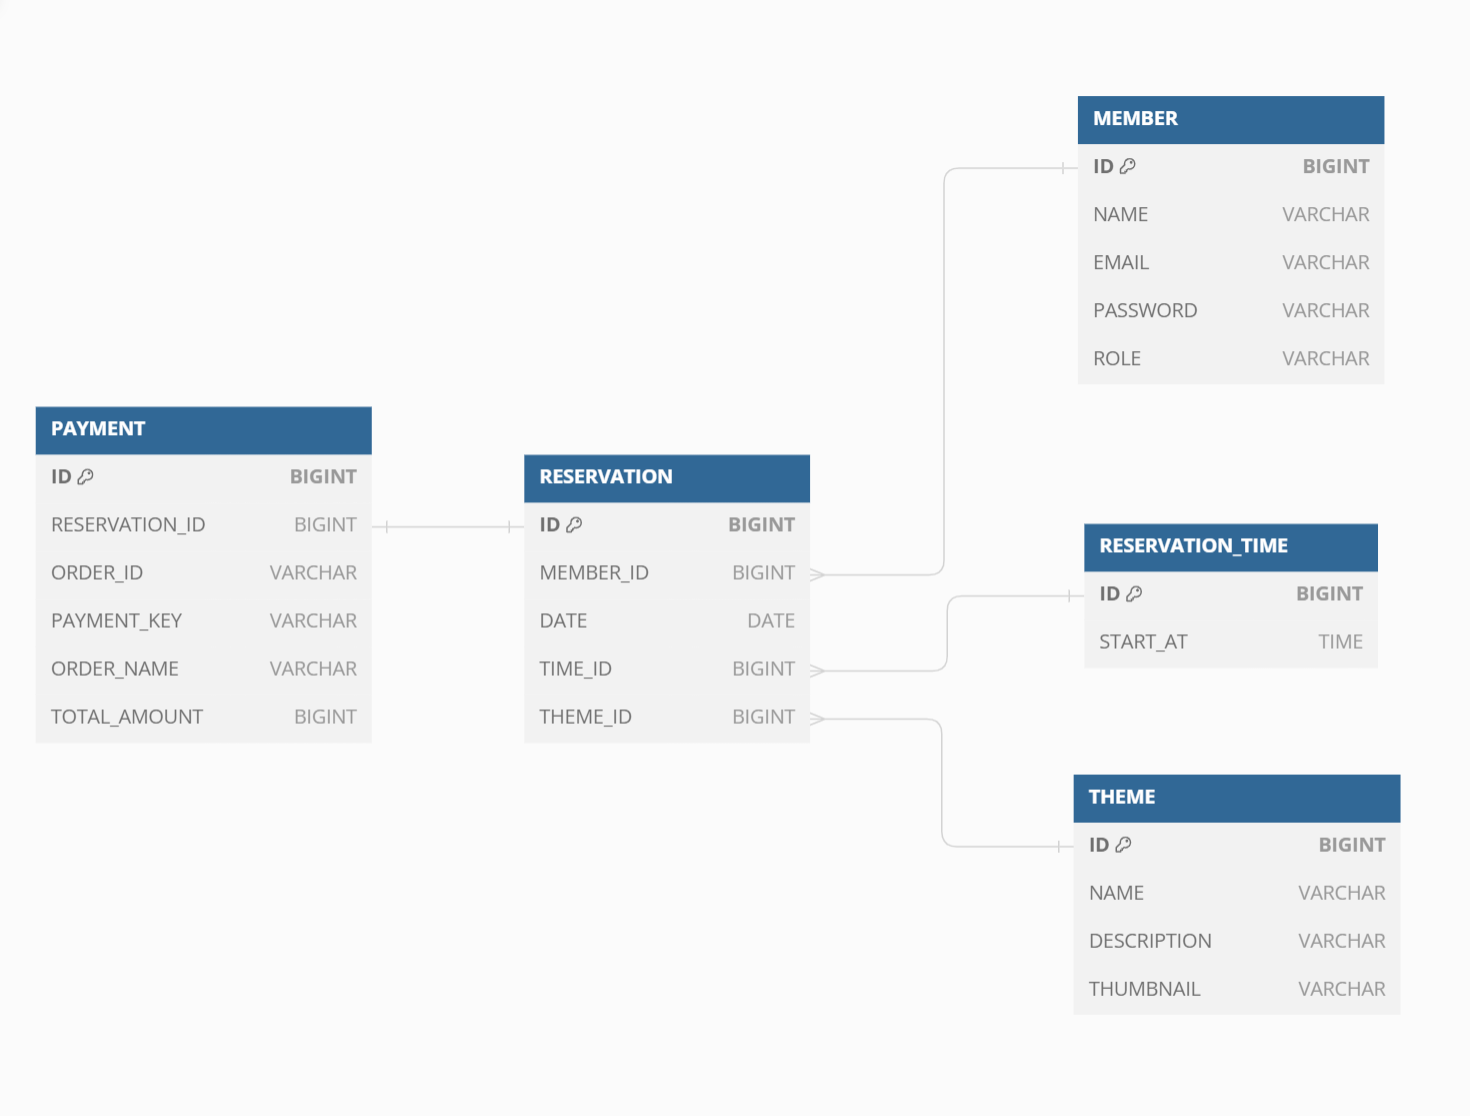 MEMBER
ID BIGINT
NAME VARCHAR
EMAIL VARCHAR
PASSWORD VARCHAR
ROLE VARCHAR
PAYMENT
ID BIGINT
RESERVATION_ID BIGINT
ORDER_ID VARCHAR
PAYMENT_KEY VARCHAR
ORDER_NAME VARCHAR
TOTAL_AMOUNT BIGINT
RESERVATION
ID BIGINT
MEMBER_ID BIGINT
DATE DATE
TIME_ID BIGINT
THEME_ID BIGINT
RESERVATION_TIME
ID BIGINT
START_AT TIME
THEME
ID BIGINT
NAME VARCHAR
DESCRIPTION VARCHAR
THUMBNAIL VARCHAR